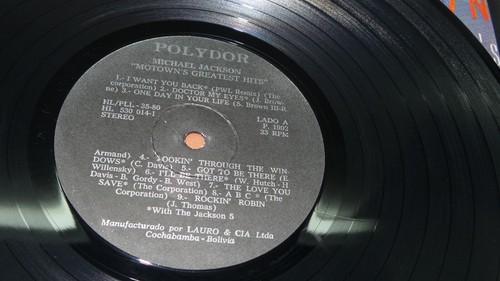 POLYDOR
MICHAEL JACKSON
"MOTOWN'S GREATEST HITS"
1.- I WANT YOU BACK* (PWL Remix) (The
corporation) 2.- DOCTOR MY EYES* (J. Brow-
ne) 3.- ONE DAY IN YOUR LIFE (S. Brown III-R.
HL/PLL-35-80
HL 530 014-1
STEREO
LADO A
P. 1992
33 RPM
Armand) 4.- LOOKIN' THROUGH THE WIN-
DOWS* (C. Davis) 5.- GOT TO BE THERE (E.
Willensky) 6.- I'LL BE THERE* (W. Hutch - H
Davis - B. Gordy - B. West) 7.- THE LOVE YOU
SAVE* (The Corporation) 8.- A B C * (The
Corporation) 9.- ROCKIN' ROBIN
(J. Thomas)
*With The Jackson 5
Manufacturado por LAURO & CIA Ltda
Cochabamba - Bolivia